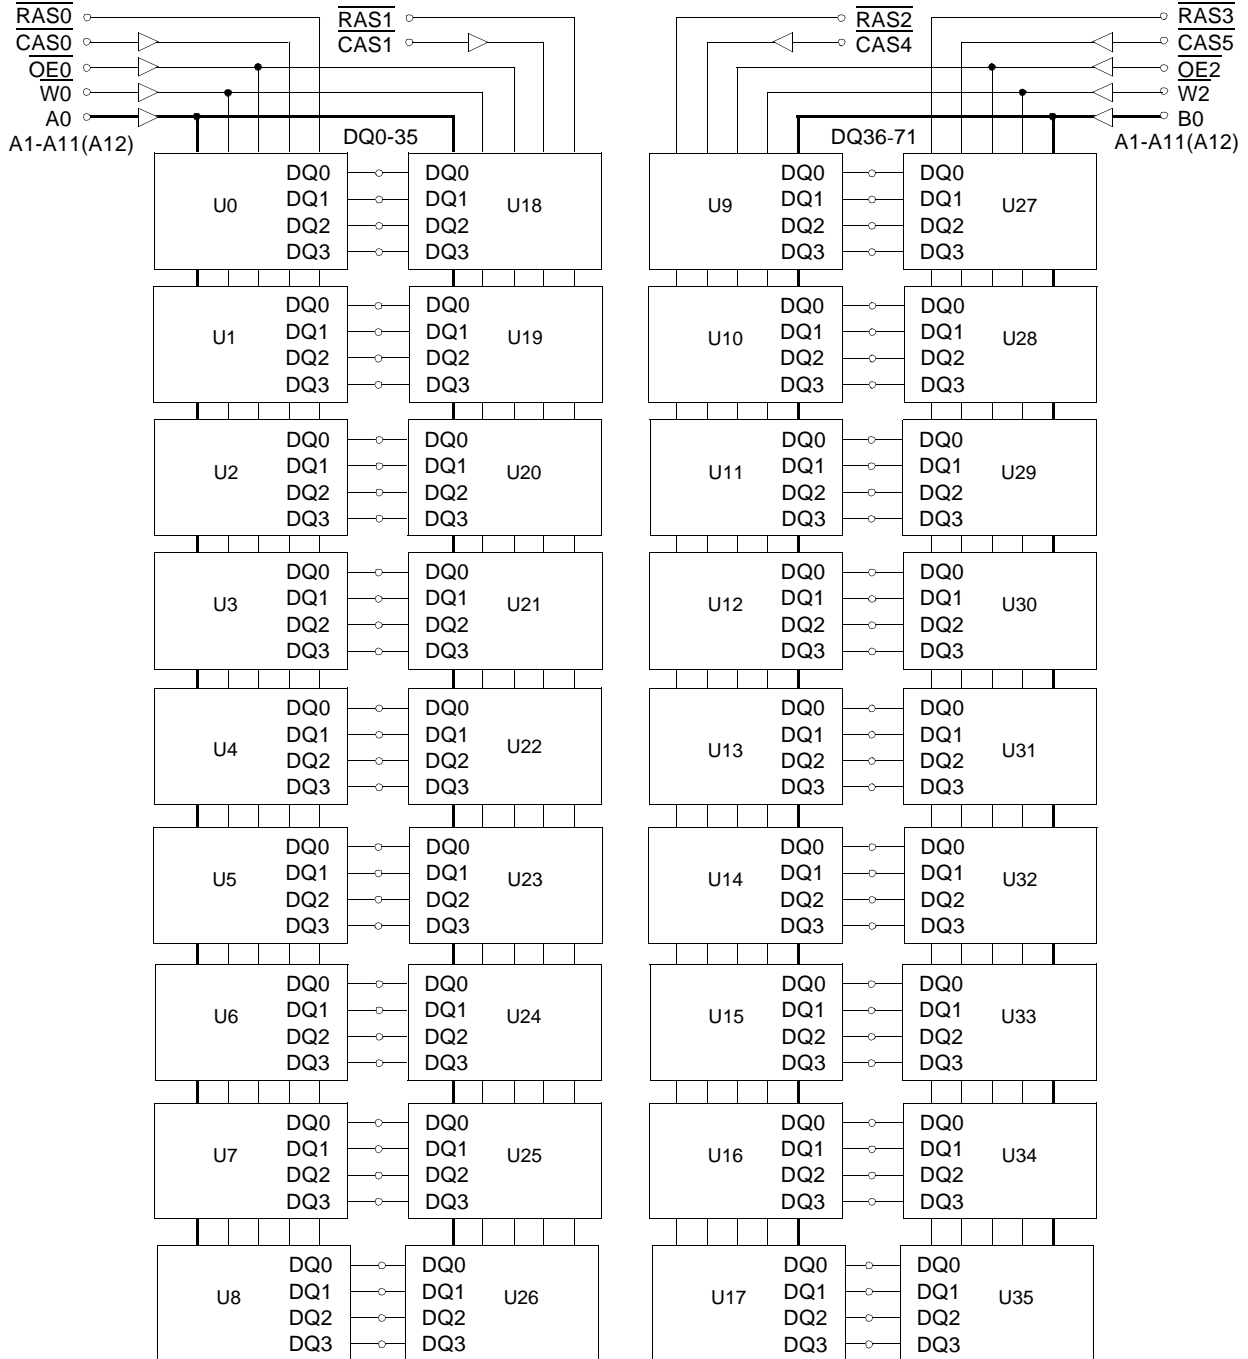 RAS0 RAS1 RAS2 RAS3
CAS0 CAS1 CAS4 CAS5
OE0 OE2
W0 W2
A0 B0
A1-A11(A12) DQ0-35 DQ36-71 A1-A11(A12)
DQ0 DQ0 DQ0 DQ0
U0 DQ1 DQ1 U18 U9 DQ1 DQ1 U27
DQ2 DQ2 DQ2 DQ2
DQ3 DQ3 DQ3 DQ3
DQ0 DQ0 DQ0 DQ0
U1 DQ1 DQ1 U19 U10 DQ1 DQ1 U28
DQ2 DQ2 DQ2 DQ2
DQ3 DQ3 DQ3 DQ3
DQ0 DQ0 DQ0 DQ0
U2 DQ1 DQ1 U20 U11 DQ1 DQ1 U29
DQ2 DQ2 DQ2 DQ2
DQ3 DQ3 DQ3 DQ3
DQ0 DQ0 DQ0 DQ0
U3 DQ1 DQ1 U21 U12 DQ1 DQ1 U30
DQ2 DQ2 DQ2 DQ2
DQ3 DQ3 DQ3 DQ3
DQ0 DQ0 DQ0 DQ0
U4 DQ1 DQ1 U22 U13 DQ1 DQ1 U31
DQ2 DQ2 DQ2 DQ2
DQ3 DQ3 DQ3 DQ3
DQ0 DQ0 DQ0 DQ0
U5 DQ1 DQ1 U23 U14 DQ1 DQ1 U32
DQ2 DQ2 DQ2 DQ2
DQ3 DQ3 DQ3 DQ3
DQ0 DQ0 DQ0 DQ0
U6 DQ1 DQ1 U24 U15 DQ1 DQ1 U33
DQ2 DQ2 DQ2 DQ2
DQ3 DQ3 DQ3 DQ3
DQ0 DQ0 DQ0 DQ0
U7 DQ1 DQ1 U25 U16 DQ1 DQ1 U34
DQ2 DQ2 DQ2 DQ2
DQ3 DQ3 DQ3 DQ3
DQ0 DQ0 DQ0 DQ0
U8 DQ1 DQ1 U26 U17 DQ1 DQ1 U35
DQ2 DQ2 DQ2 DQ2
DQ3 DQ3 DQ3 DQ3